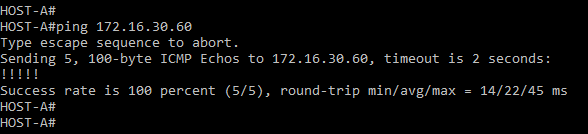 HOST-A#
HOST-A#ping 172.16.30.60
Type escape sequence to abort.
Sending 5, 100-byte ICMP Echos to 172.16.30.60, timeout is 2 seconds:
!!!!!
Success rate is 100 percent (5/5), round-trip min/avg/max = 14/22/45 ms
HOST-A#
HOST-A#